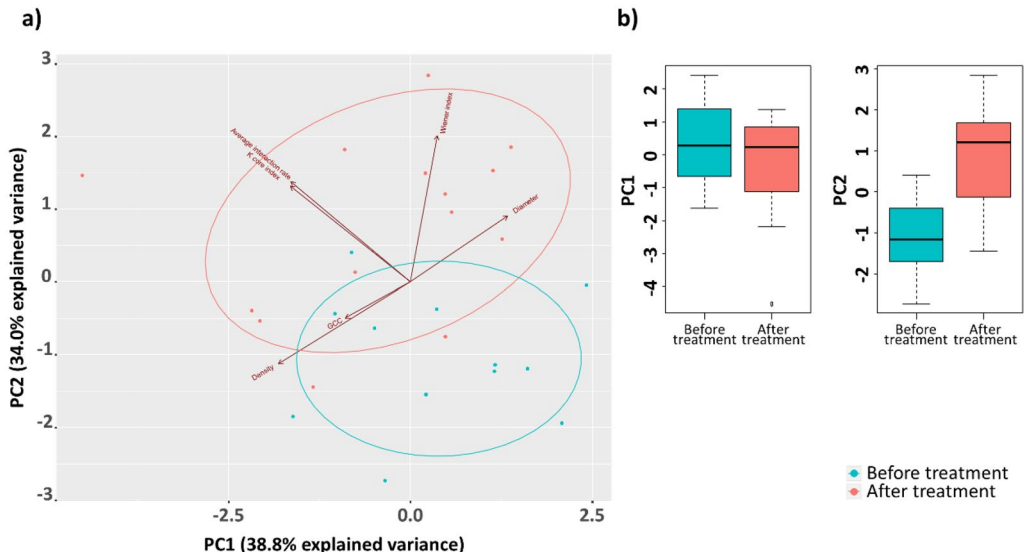 a)
PC2 (34.0% explained variance)
3
2
1
0
-1
-2
-3
Average interaction rate
K core index
Wiener index
Diameter
GCC
Density
-2.5
0.0
2.5
PC1 (38.8% explained variance)
b)
PC1
2
1
0
-1
-2
-3
-4
Before
treatment
After
treatment
PC2
3
2
1
0
-1
-2
Before
treatment
After
treatment
Before treatment
After treatment